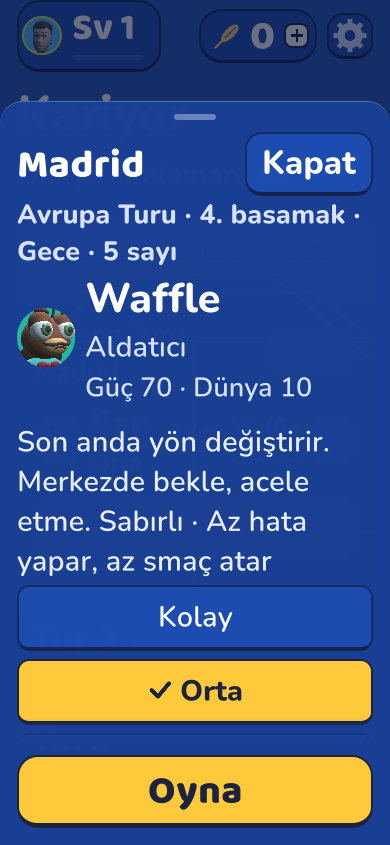 Sv 1
0
Kariyer
Madrid
Kapat
Avrupa Turu · 4. basamak ·
Gece · 5 sayı
Waffle
Aldatıcı
Güç 70 · Dünya 10
Son anda yön değiştirir.
Merkezde bekle, acele
etme. Sabırlı · Az hata
yapar, az smaç atar
Kolay
✓ Orta
Oyna